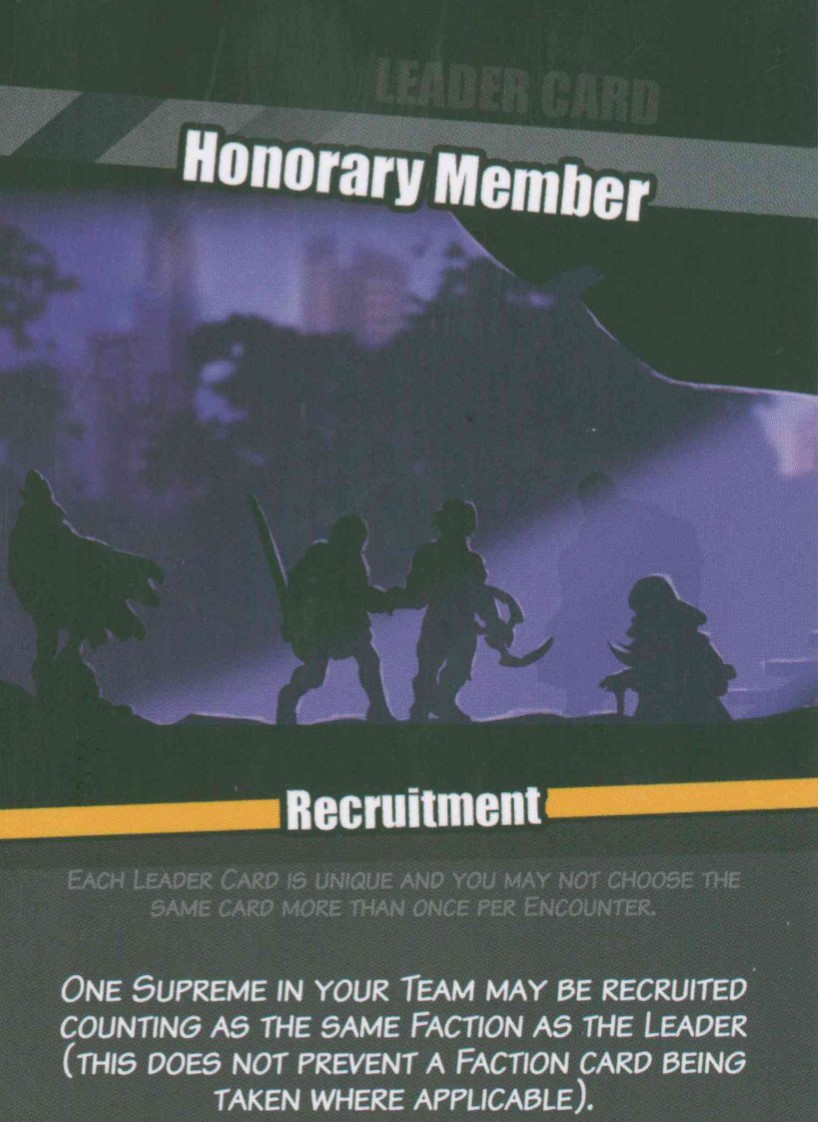 LEADER CARD
Honorary Member
Recruitment
EACH LEADER CARD IS UNIQUE AND YOU MAY NOT CHOOSE THE
SAME CARD MORE THAN ONCE PER ENCOUNTER.
ONE SUPREME IN YOUR TEAM MAY BE RECRUITED
COUNTING AS THE SAME FACTION AS THE LEADER
(THIS DOES NOT PREVENT A FACTION CARD BEING
TAKEN WHERE APPLICABLE).